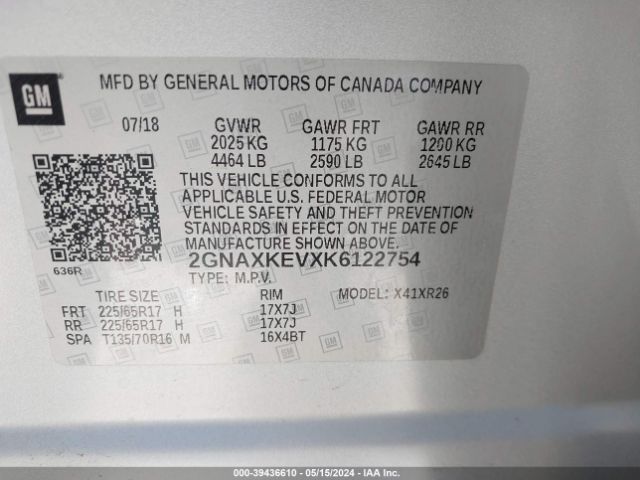 GM
MFD BY GENERAL MOTORS OF CANADA COMPANY
07/18 GVWR GAWR FRT GAWR RR
2025 KG 1175 KG 1200 KG
4464 LB 2590 LB 2645 LB
THIS VEHICLE CONFORMS TO ALL
APPLICABLE U.S. FEDERAL MOTOR
VEHICLE SAFETY AND THEFT PREVENTION
STANDARDS IN EFFECT ON THE DATE OF
MANUFACTURE SHOWN ABOVE.
636R 2GNAXKEVXK6122754
TYPE: M.P.V.
TIRE SIZE RIM MODEL: X41XR26
FRT 225/65R17 H 17X7J
RR 225/65R17 H 17X7J
SPA T135/70R16 M 16X4BT
000-39436610 - 05/15/2024 - IAAI.COM